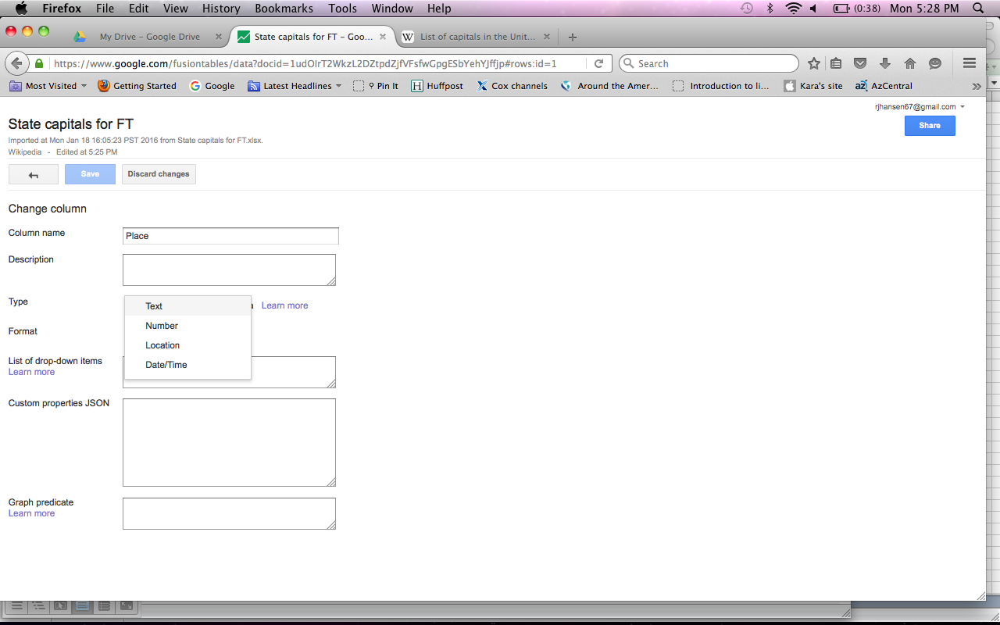 Firefox File Edit View History Bookmarks Tools Window Help (0:38) Mon 5:28 PM
My Drive – Google Drive State capitals for FT – Goo... W List of capitals in the Unit...
https://www.google.com/fusiontables/data?docid=1udOIrT2WkzL2DZtpdZjfVFsfwGpgESbYehYJffjp#rows:id=1 Search
Most Visited Getting Started Google Latest Headlines Pin It H Huffpost Cox channels Around the Amer... Introduction to li... Kara's site az AzCentral
rjhansen67@gmail.com
State capitals for FT
Share
Imported at Mon Jan 18 16:05:23 PST 2016 from State capitals for FT.xlsx.
Wikipedia - Edited at 5:25 PM
Save Discard changes
Change column
Column name Place
Description
Type Text a Learn more
Number
Format
Location
List of drop-down items
Date/Time
Learn more
Custom properties JSON
Graph predicate
Learn more